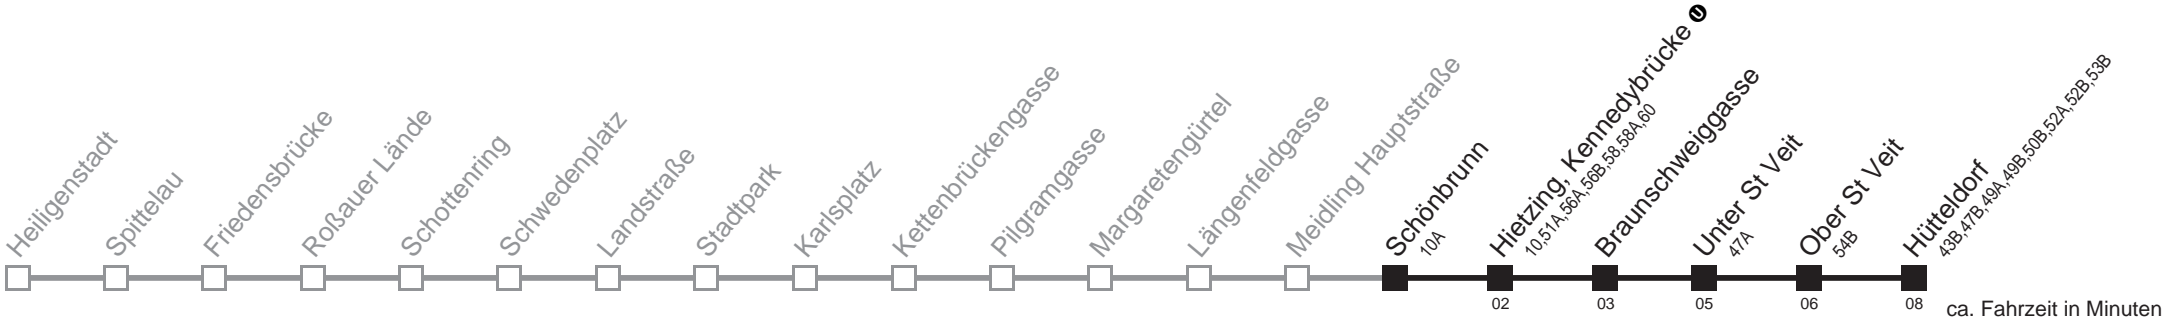 Heiligenstadt
Spittelau
Friedensbrücke
Roßauer Lände
Schottenring
Schwedenplatz
Landstraße
Stadtpark
Karlsplatz
Kettenbrückengasse
Pilgramgasse
Margaretengürtel
Längenfeldgasse
Meidling Hauptstraße
Schönbrunn
10A
Hietzing, Kennedybrücke U
10,51A,56A,56B,58,58A,60
Braunschweiggasse
Unter St Veit
47A
Ober St Veit
54B
Hütteldorf
43B,47B,49A,49B,50B,52A,52B,53B
02
03
05
06
08
ca. Fahrzeit in Minuten